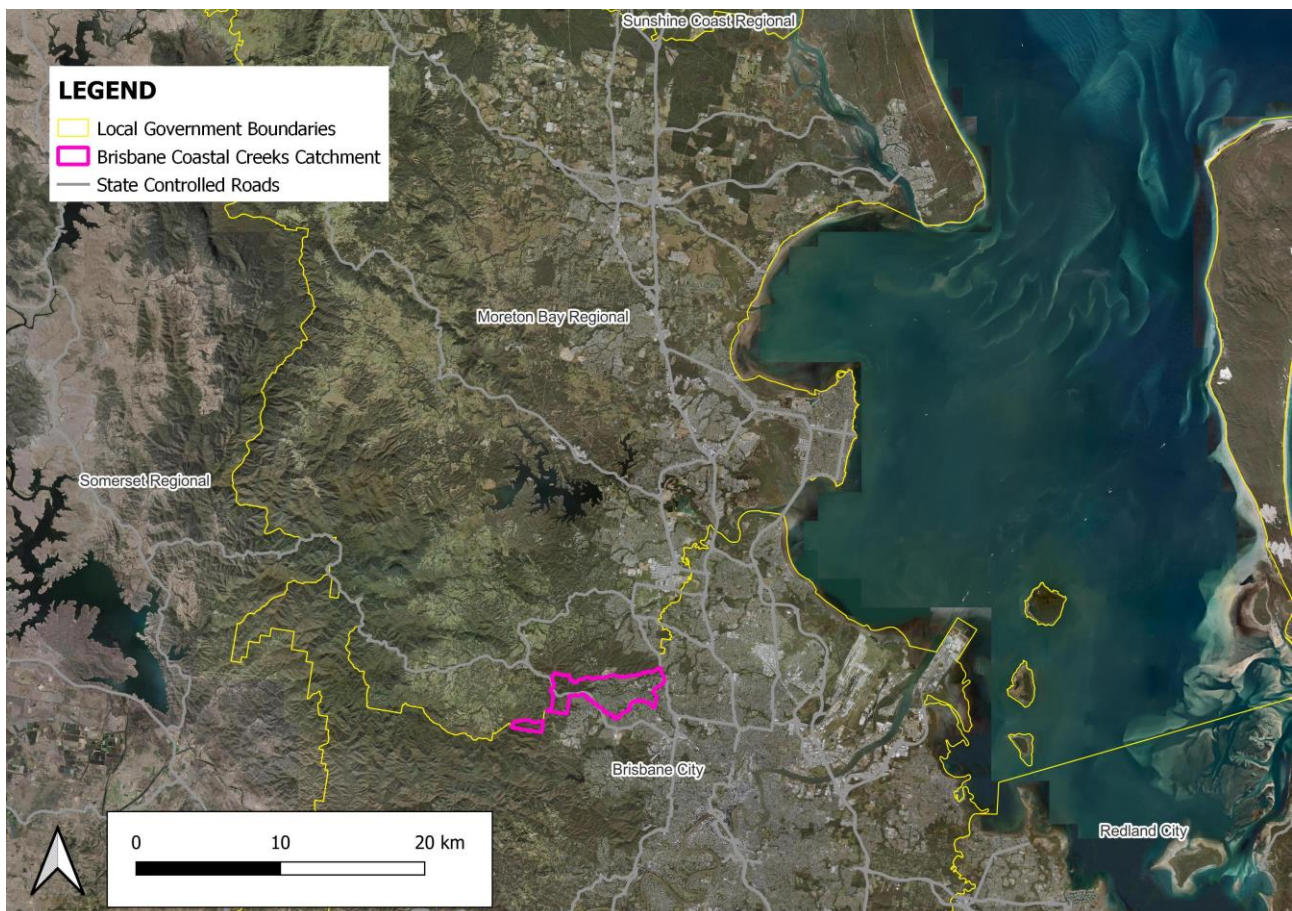 Sunshine Coast Regional
LEGEND
Local Government Boundaries
Brisbane Coastal Creeks Catchment
State Controlled Roads
Moreton Bay Regional
Somerset Regional
Brisbane City
Redland City
0 10 20 km